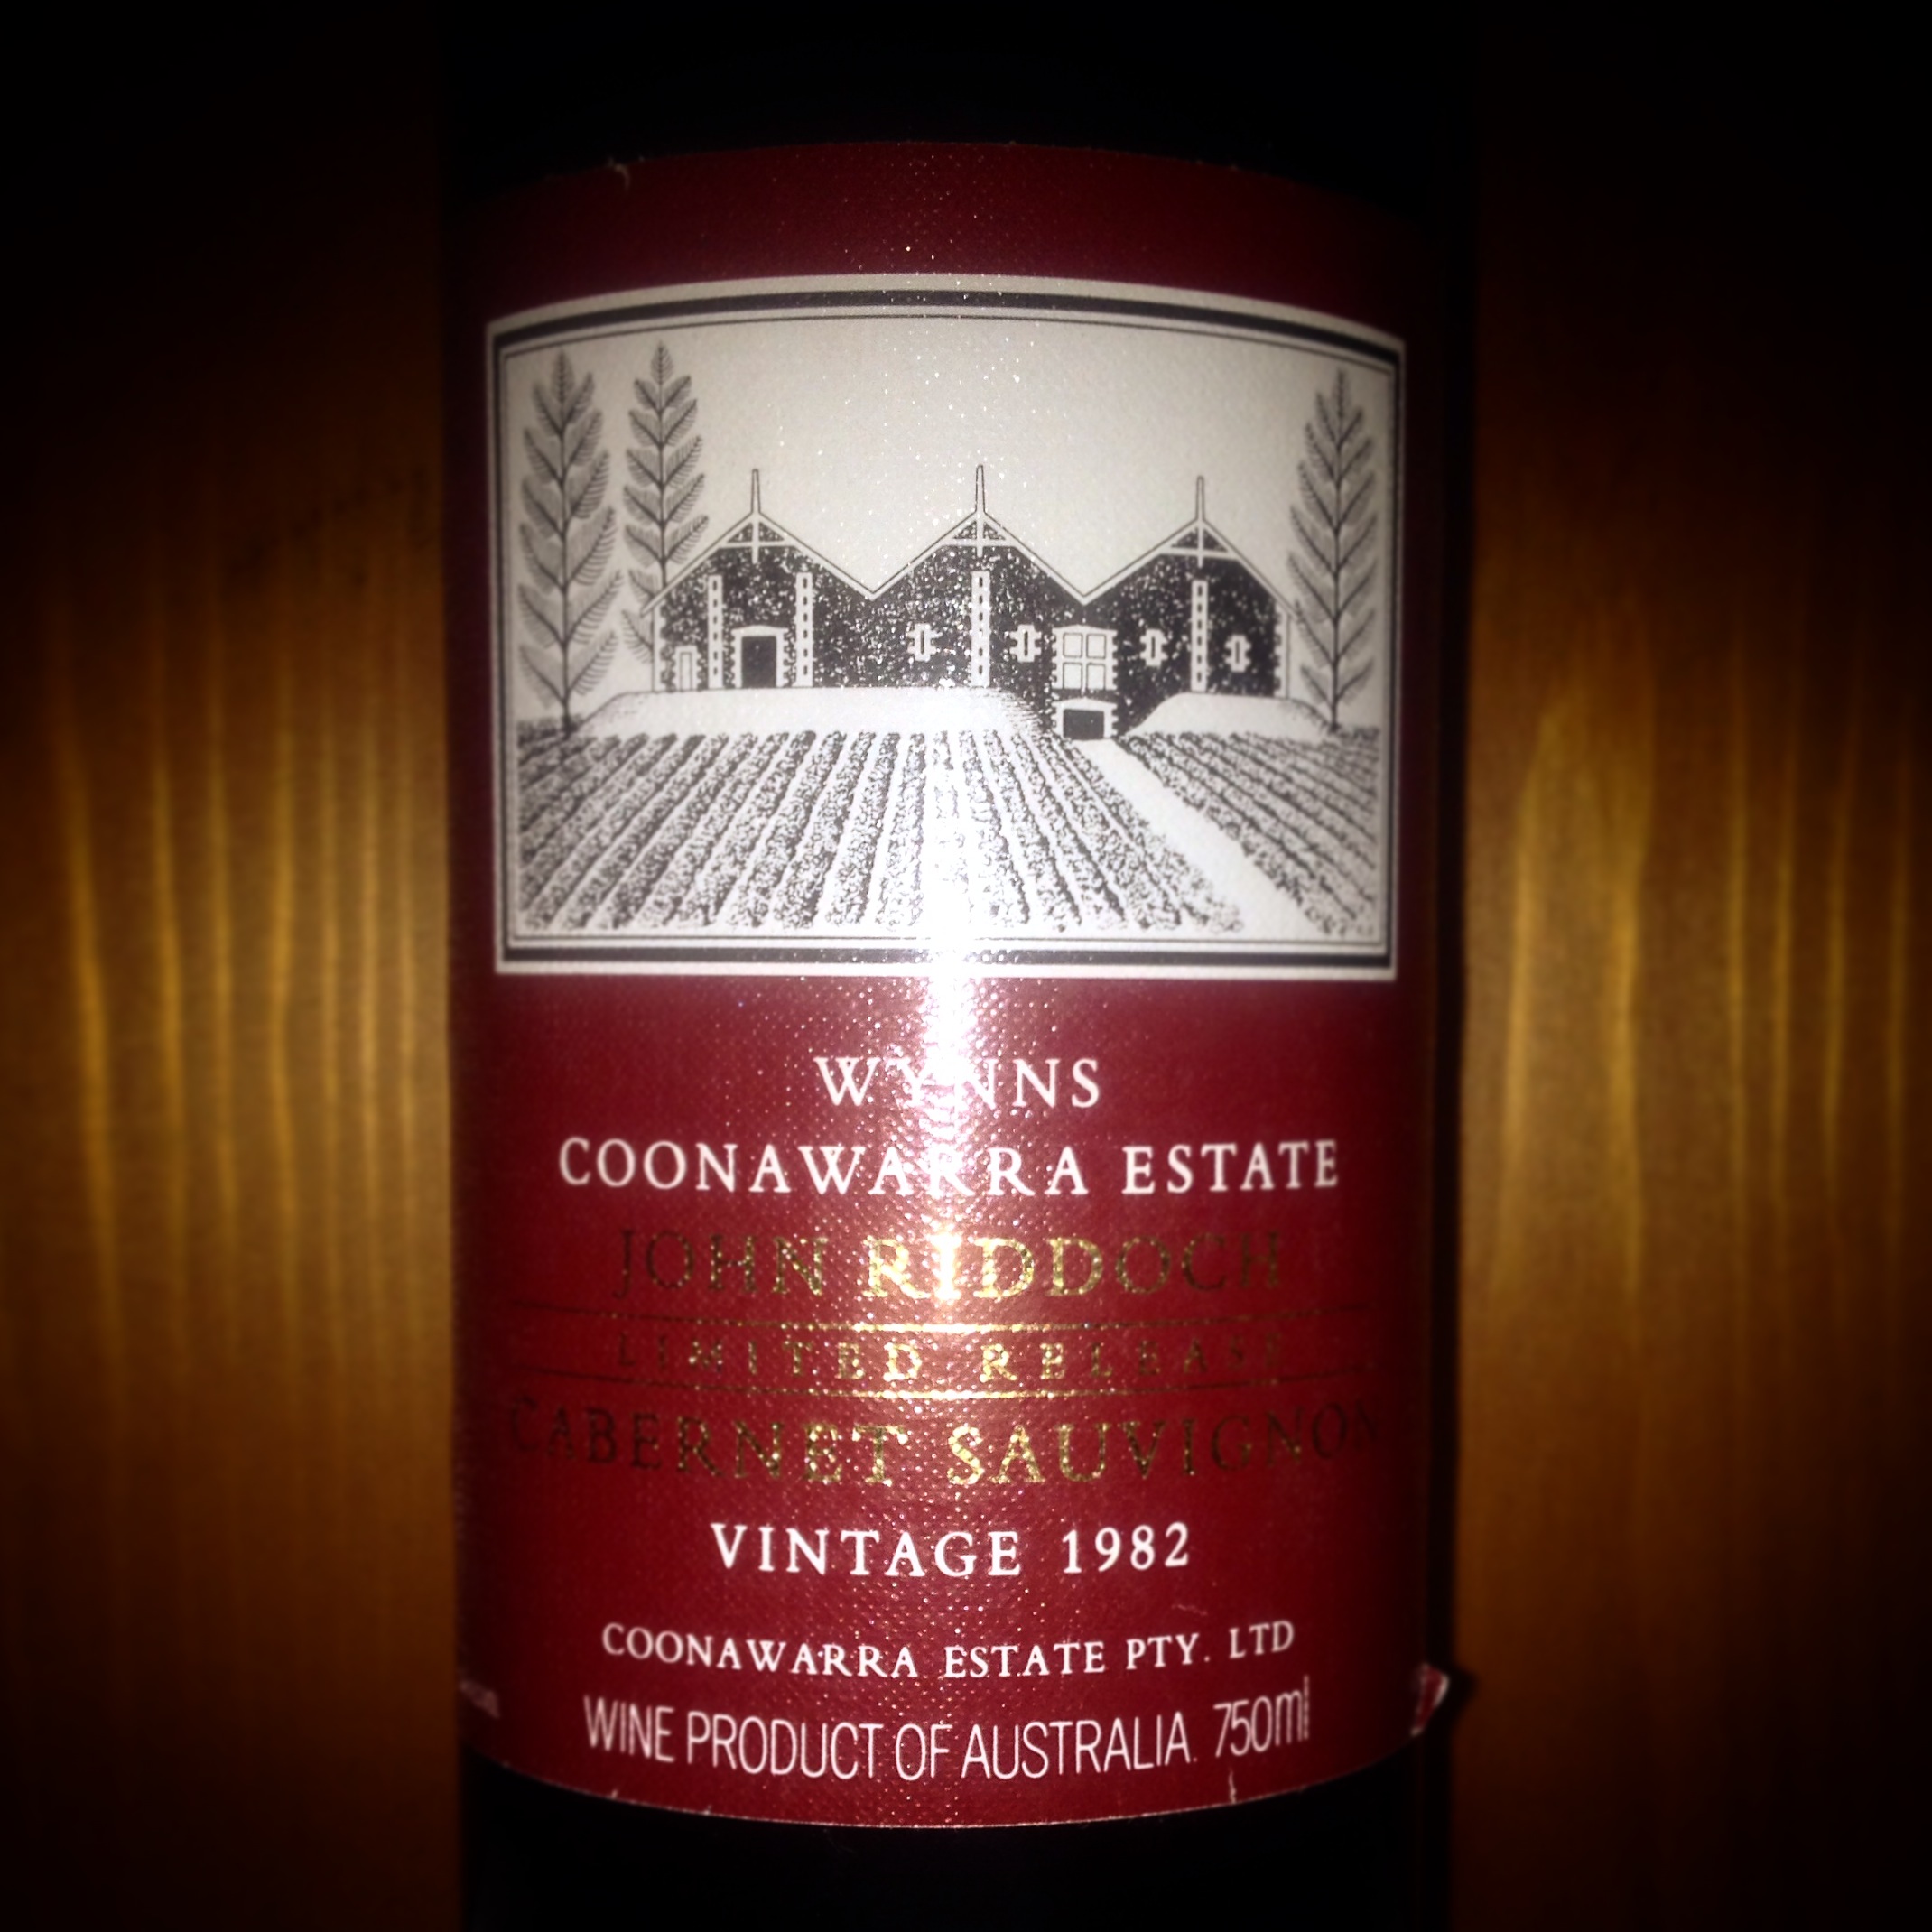 WYNNS
COONAWARRA ESTATE
JOHN RIDDOCH
LIMITED RELEASE
CABERNET SAUVIGNON
VINTAGE 1982
COONAWARRA ESTATE PTY. LTD
WINE PRODUCT OF AUSTRALIA. 750ml